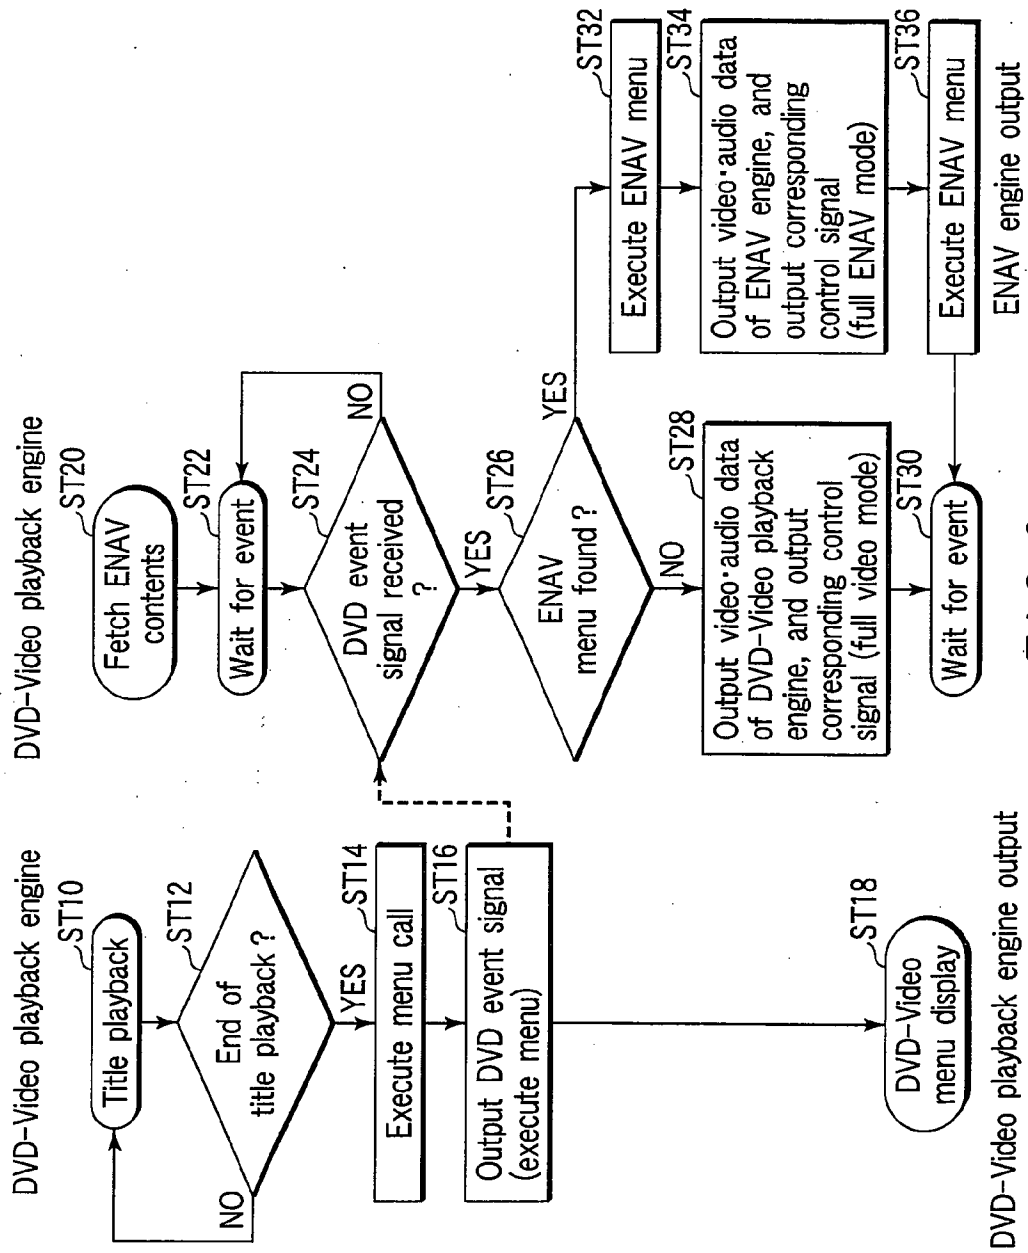 DVD-Video playback engine
ST10
Title playback
ST12
End of
title playback?
NO
YES
ST14
Execute menu call
ST16
Output DVD event signal
(execute menu)
ST18
DVD-Video
menu display
DVD-Video playback engine output
DVD-Video playback engine
ST20
Fetch ENAV
contents
ST22
Wait for event
ST24
DVD event
signal received
?
NO
YES
ST26
ENAV
menu found?
YES
NO
ST28
Output video·audio data
of DVD-Video playback
engine, and output
corresponding control
signal (full video mode)
ST30
Wait for event
ST32
Execute ENAV menu
ST34
Output video·audio data
of ENAV engine, and
output corresponding
control signal
(full ENAV mode)
ST36
Execute ENAV menu
ENAV engine output